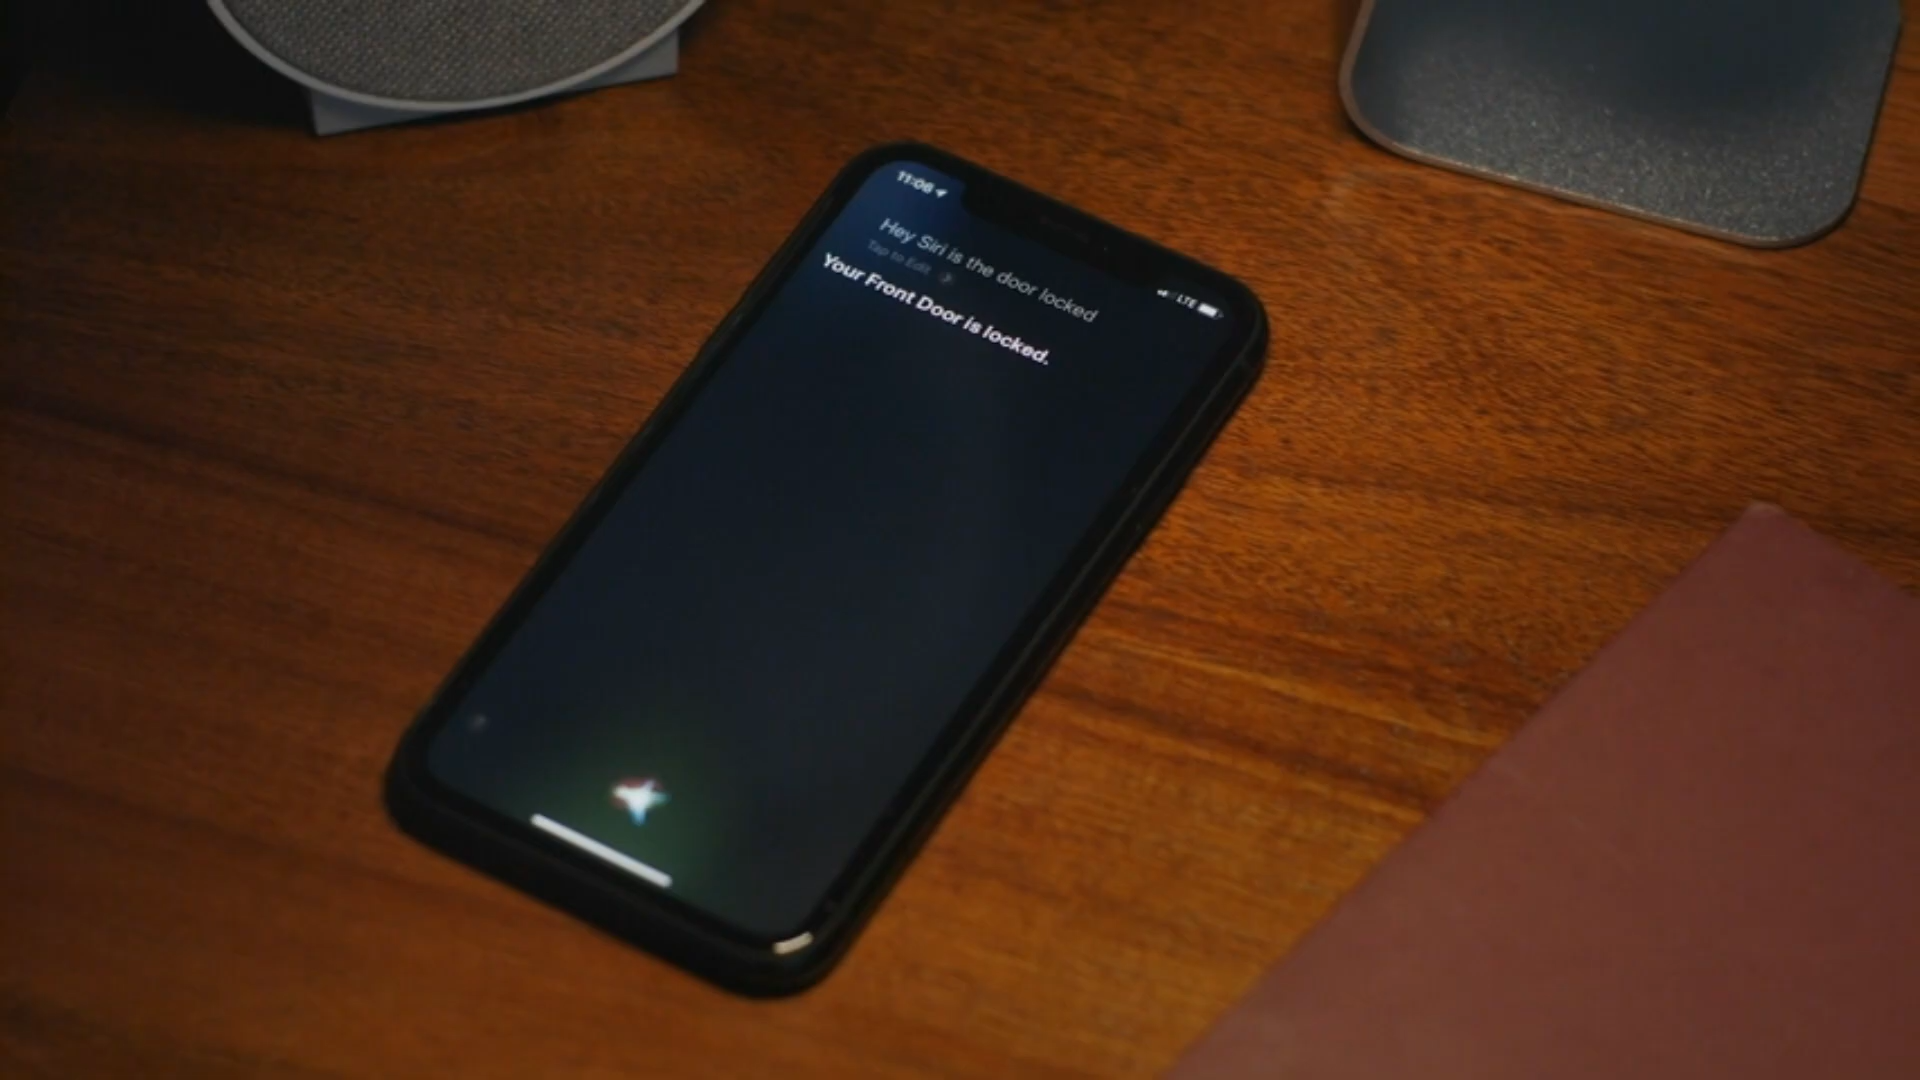 11:06
LTE
Hey Siri is the door locked
Tap to Edit
Your Front Door is locked.